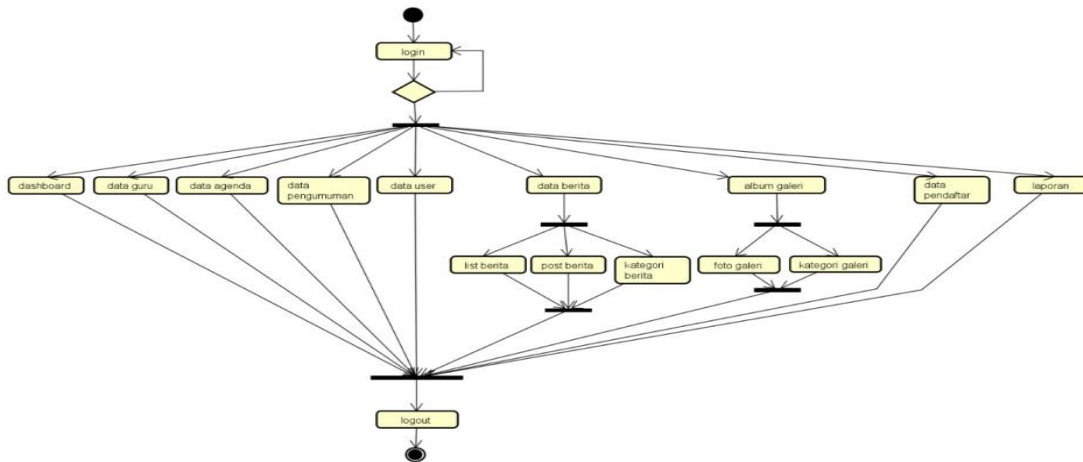 login
dashboard
data guru
data agenda
data
pengumuman
data user
data berita
album galeri
data
pendaftar
laporan
list berita
post berita
kategori
berita
foto galeri
kategori galeri
logout